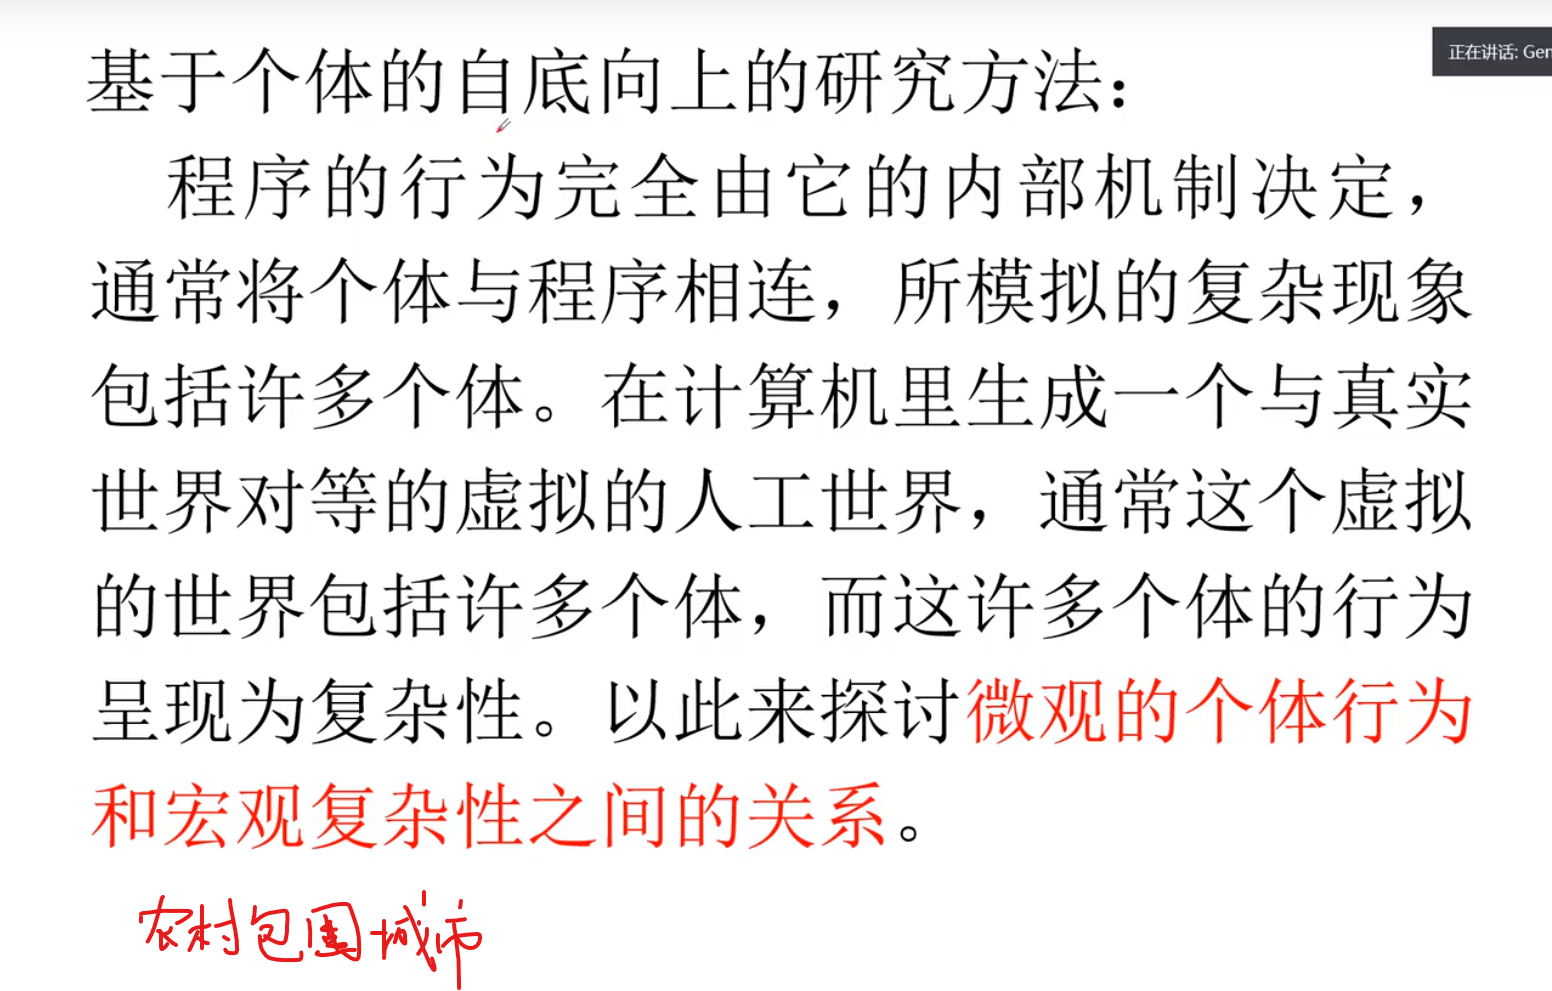 正在讲话: Gen
基于个体的自底向上的研究方法：
程序的行为完全由它的内部机制决定，
通常将个体与程序相连，所模拟的复杂现象
包括许多个体。在计算机里生成一个与真实
世界对等的虚拟的人工世界，通常这个虚拟
的世界包括许多个体，而这许多个体的行为
呈现为复杂性。以此来探讨微观的个体行为
和宏观复杂性之间的关系。
农村包围城市